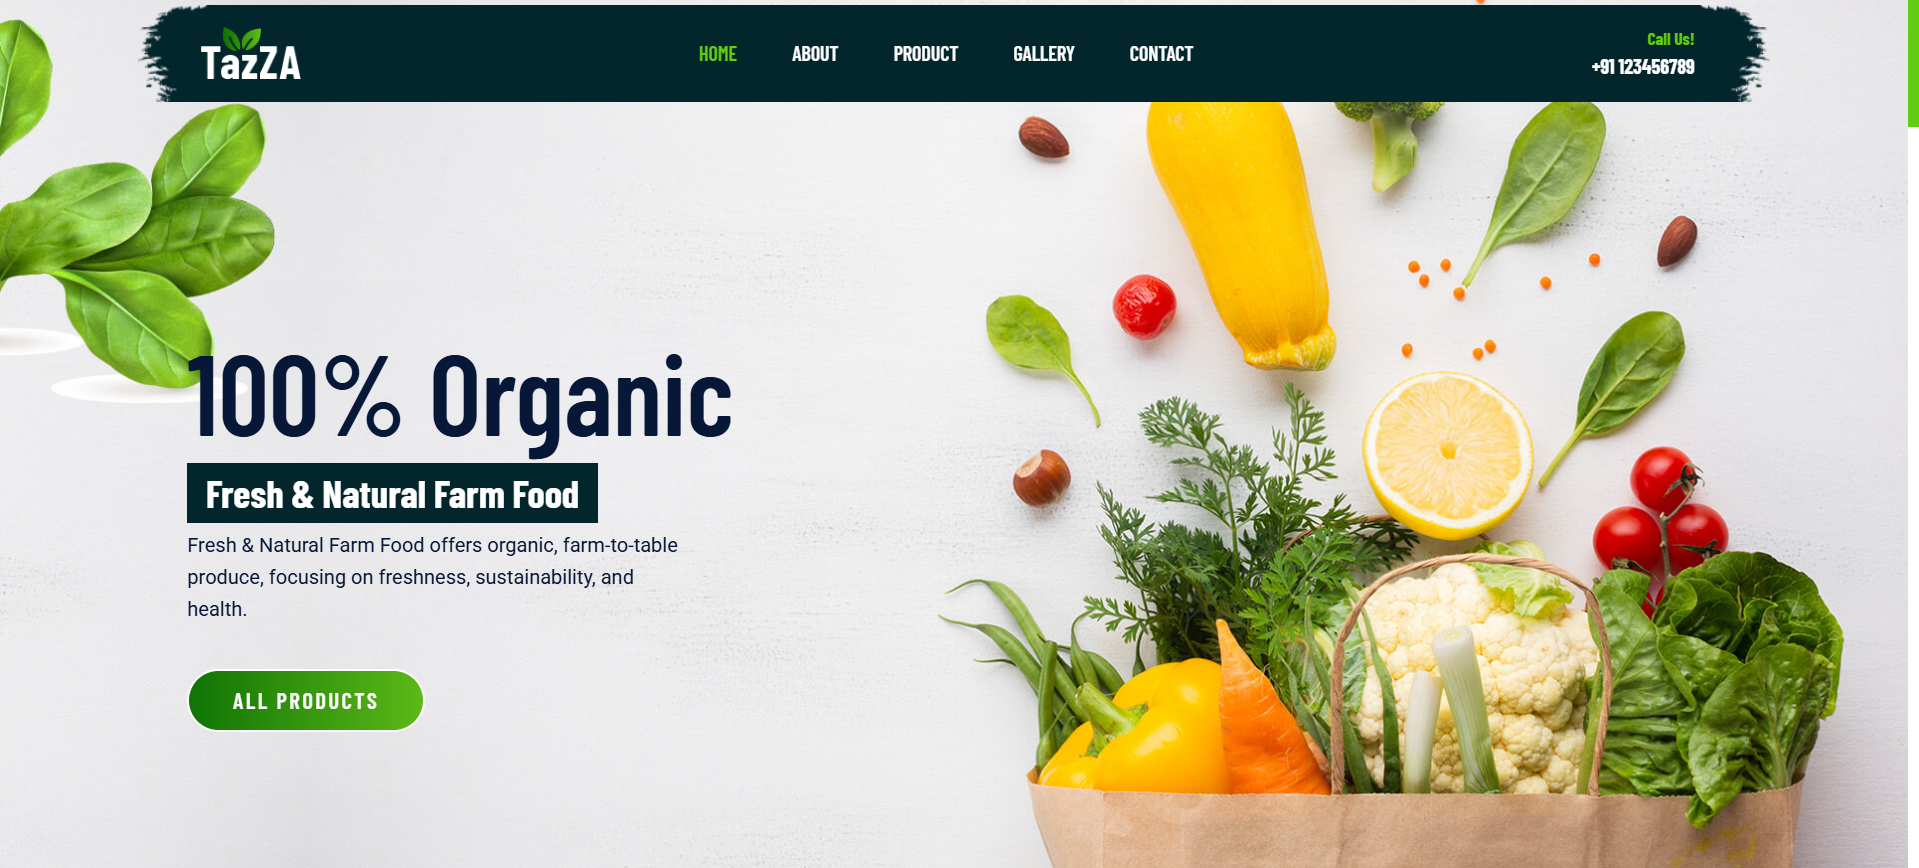 TazZA
HOME
ABOUT
PRODUCT
GALLERY
CONTACT
Call Us!
+91 123456789
100% Organic
Fresh & Natural Farm Food
Fresh & Natural Farm Food offers organic, farm-to-table
produce, focusing on freshness, sustainability, and
health.
ALL PRODUCTS